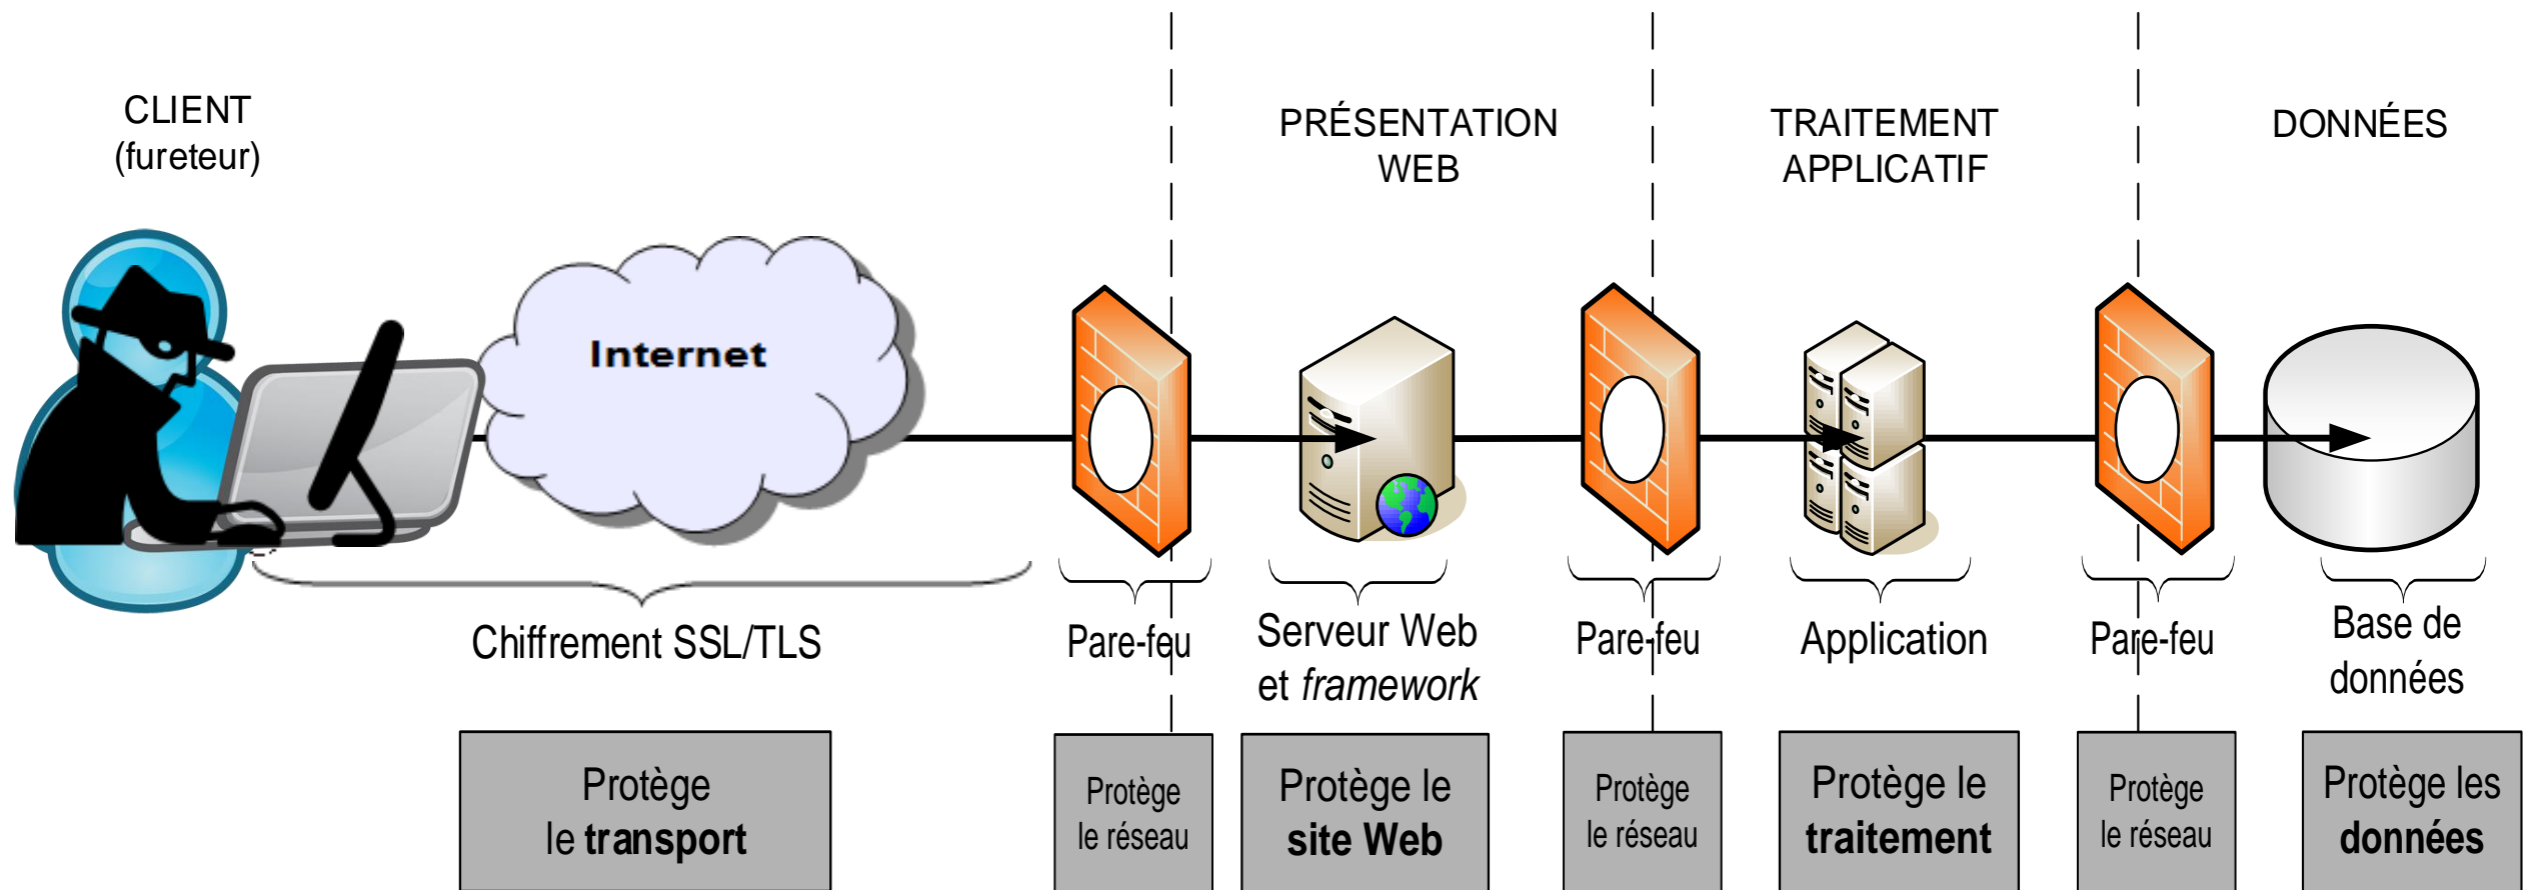 CLIENT
(fureteur)
PRÉSENTATION
WEB
TRAITEMENT
APPLICATIF
DONNÉES
Internet
Chiffrement SSL/TLS
Pare-feu
Serveur Web
et framework
Pare-feu
Application
Pare-feu
Base de
données
Protège
le transport
Protège
le réseau
Protège le
site Web
Protège
le réseau
Protège le
traitement
Protège
le réseau
Protège les
données